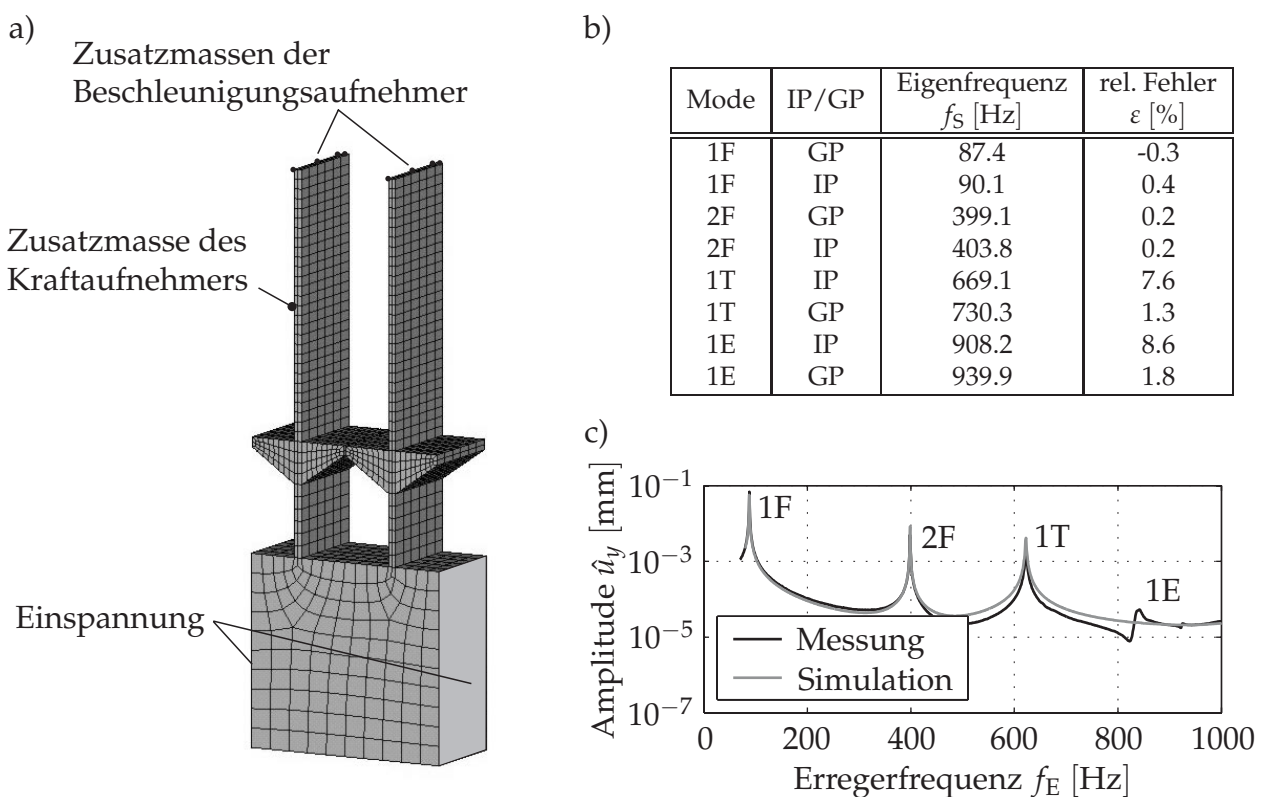 a)
Zusatzmassen der
Beschleunigungsaufnehmer
Zusatzmasse des
Kraftaufnehmers
Einspannung
b)
Mode IP/GP Eigenfrequenz f_S [Hz] rel. Fehler ε [%]
1F GP 87.4 -0.3
1F IP 90.1 0.4
2F GP 399.1 0.2
2F IP 403.8 0.2
1T IP 669.1 7.6
1T GP 730.3 1.3
1E IP 908.2 8.6
1E GP 939.9 1.8
c)
Amplitude û_y [mm]
10⁻¹
10⁻³
10⁻⁵
10⁻⁷
1F
2F
1T
1E
Messung
Simulation
0 200 400 600 800 1000
Erregerfrequenz f_E [Hz]